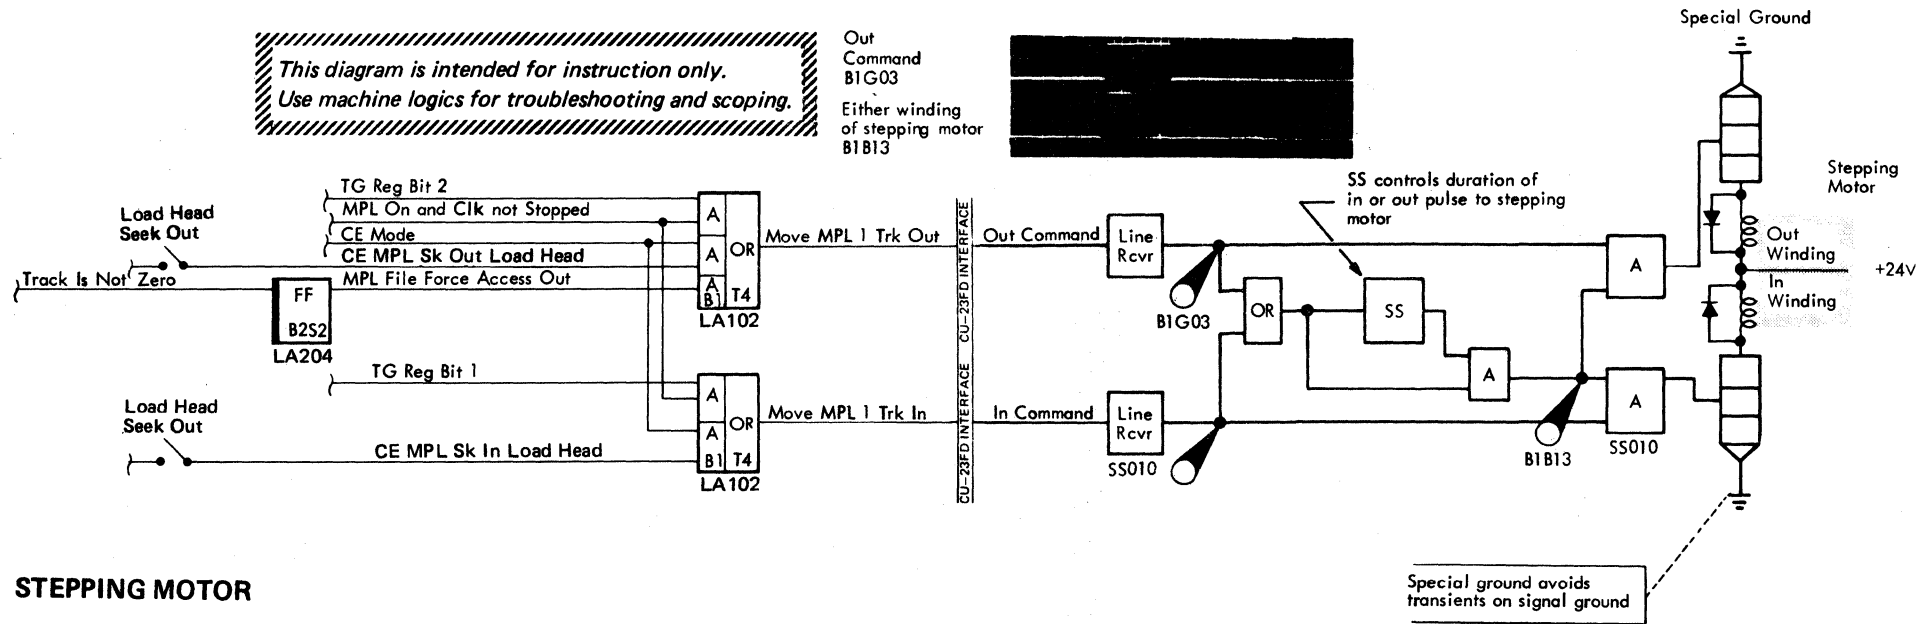 Special Ground
This diagram is intended for instruction only.
Use machine logics for troubleshooting and scoping.
Out
Command
B1G03
Either winding
of stepping motor
B1B13
SS controls duration of
in or out pulse to stepping
motor
Stepping
Motor
TG Reg Bit 2
MPL On and Clk not Stopped
CE Mode
CE MPL Sk Out Load Head
MPL File Force Access Out
Load Head
Seek Out
Track Is Not Zero
FF
B2S2
LA204
A
A
A
B1
OR
T4
LA102
Move MPL 1 Trk Out
CU-23FD INTERFACE
CU-23FD INTERFACE
Out Command
Line
Rcvr
B1G03
OR
SS
A
A
Out
Winding
In
Winding
+24V
TG Reg Bit 1
Load Head
Seek Out
CE MPL Sk In Load Head
A
A
B1
OR
T4
LA102
Move MPL 1 Trk In
In Command
Line
Rcvr
SS010
B1B13
A
SS010
STEPPING MOTOR
Special ground avoids
transients on signal ground